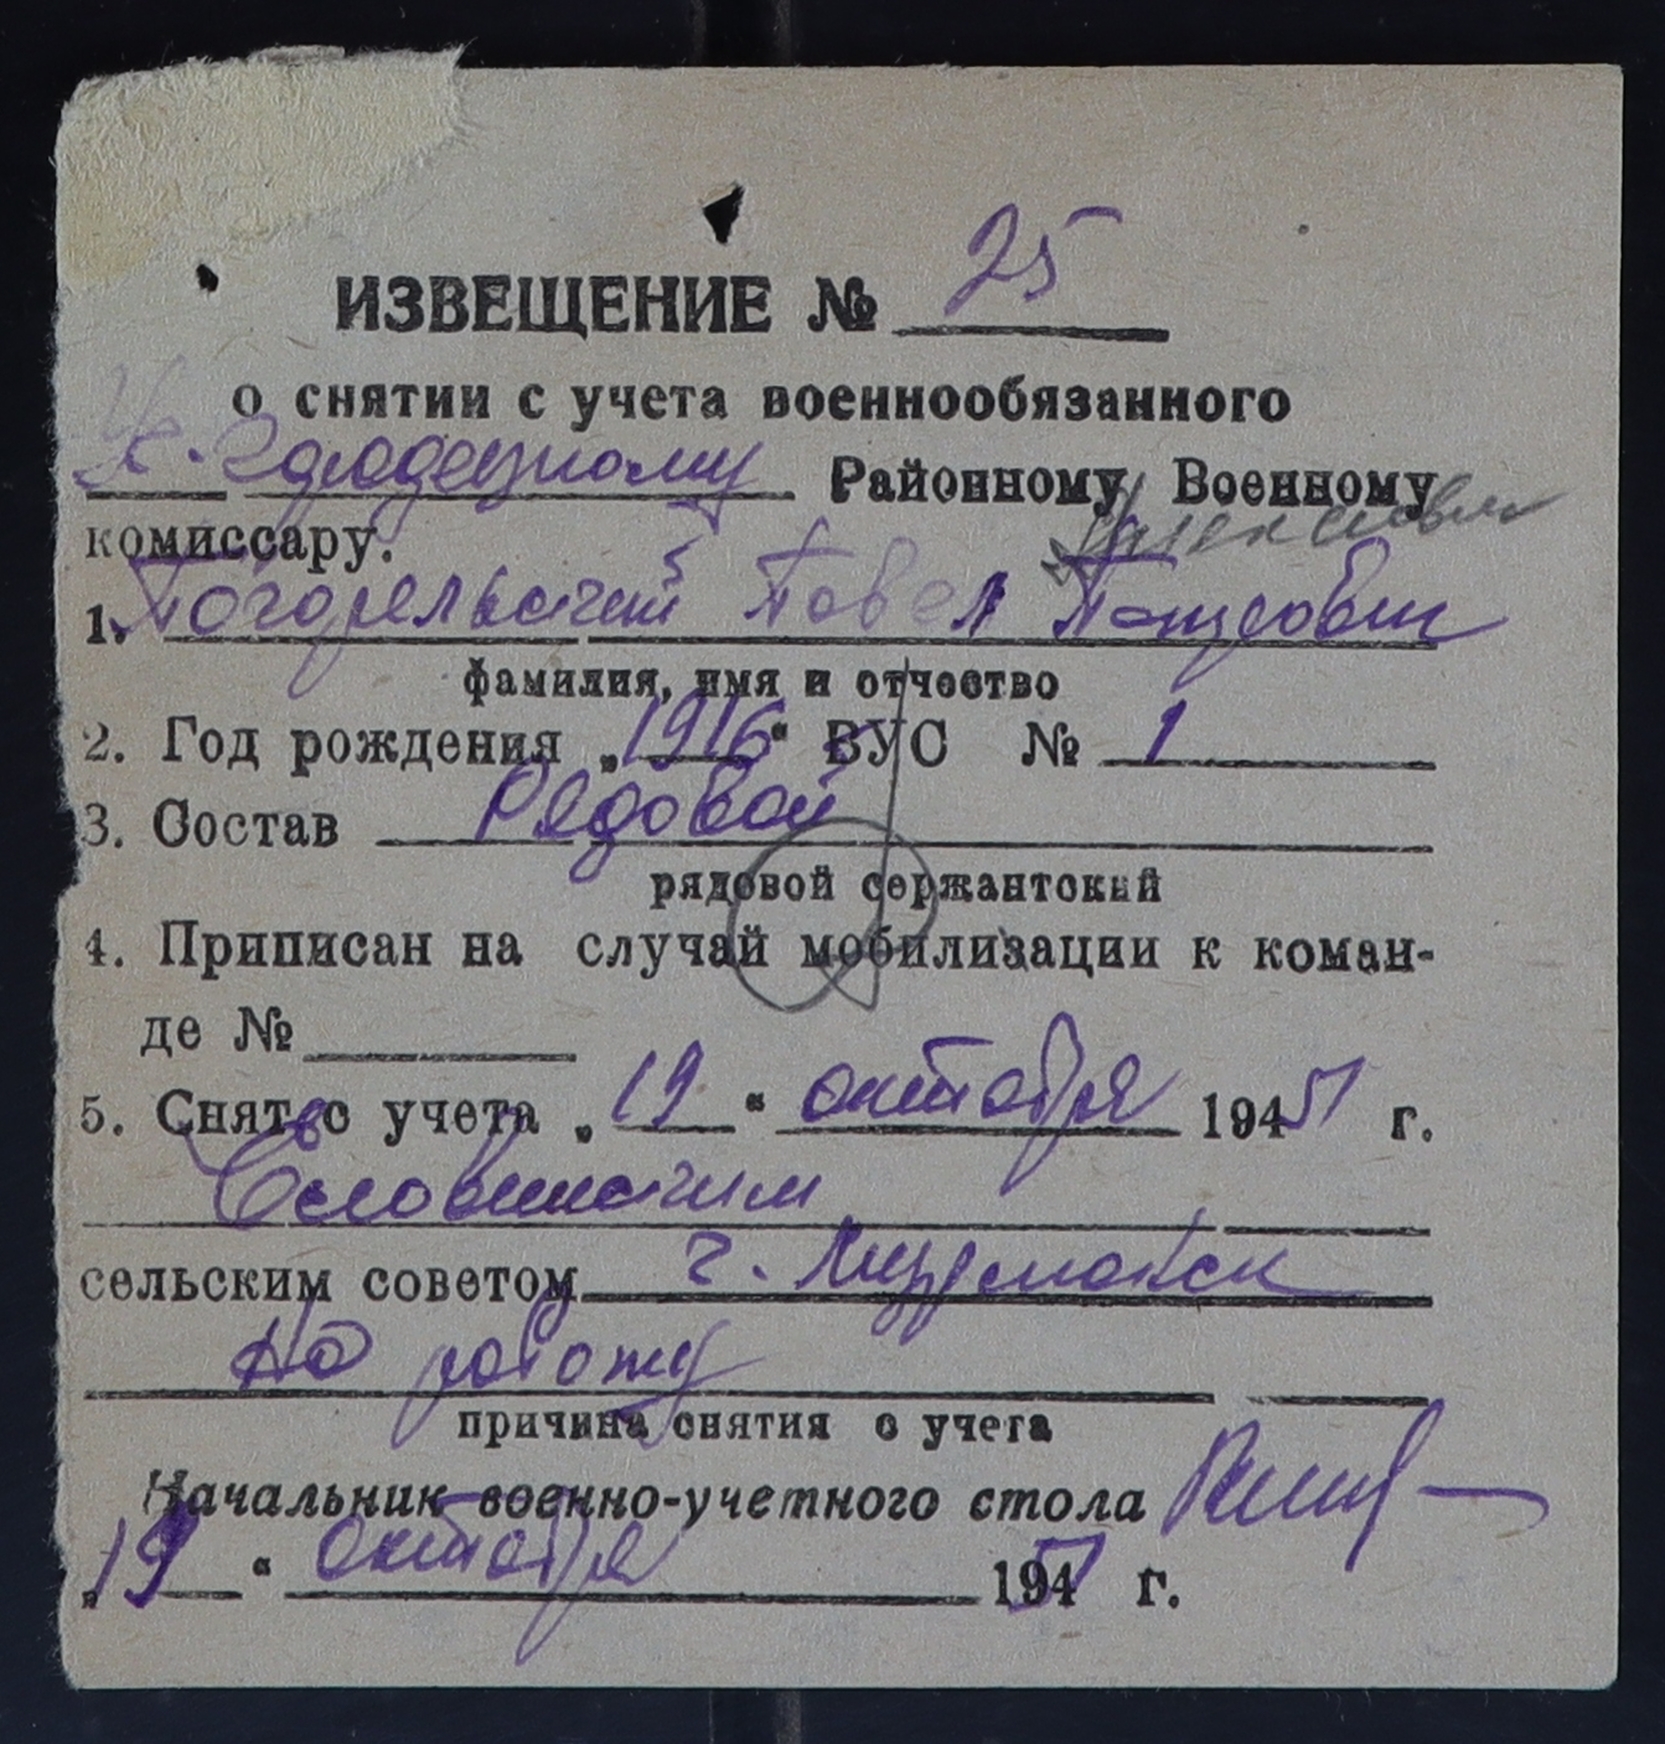 ИЗВЕЩЕНИЕ № 25
о снятии с учета военнообязанного
Районному Военному
комиссару.
1. Погорельский Павел
фамилия, имя и отчество
2. Год рождения „1916“ ВУС № 1
3. Состав Рядовой
рядовой сержантский
4. Приписан на случай мобилизации к коман-
де №
5. Снят с учета „19“ октября 1951 г.
сельским советом г. Мурманск
на работу
причина снятия с учета
Начальник военно-учетного стола
„19“ октября 1951 г.